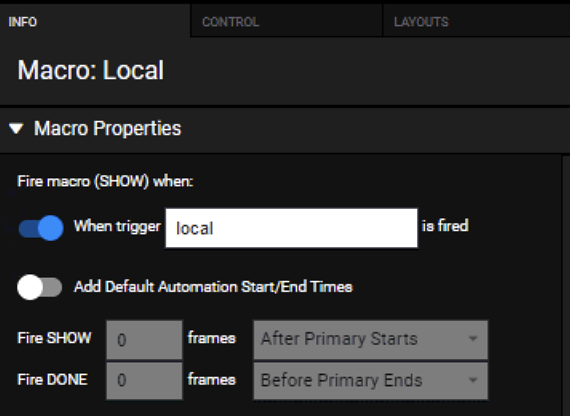 INFO CONTROL LAYOUTS
Macro: Local
Macro Properties
Fire macro (SHOW) when:
When trigger local is fired
Add Default Automation Start/End Times
Fire SHOW 0 frames After Primary Starts
Fire DONE 0 frames Before Primary Ends